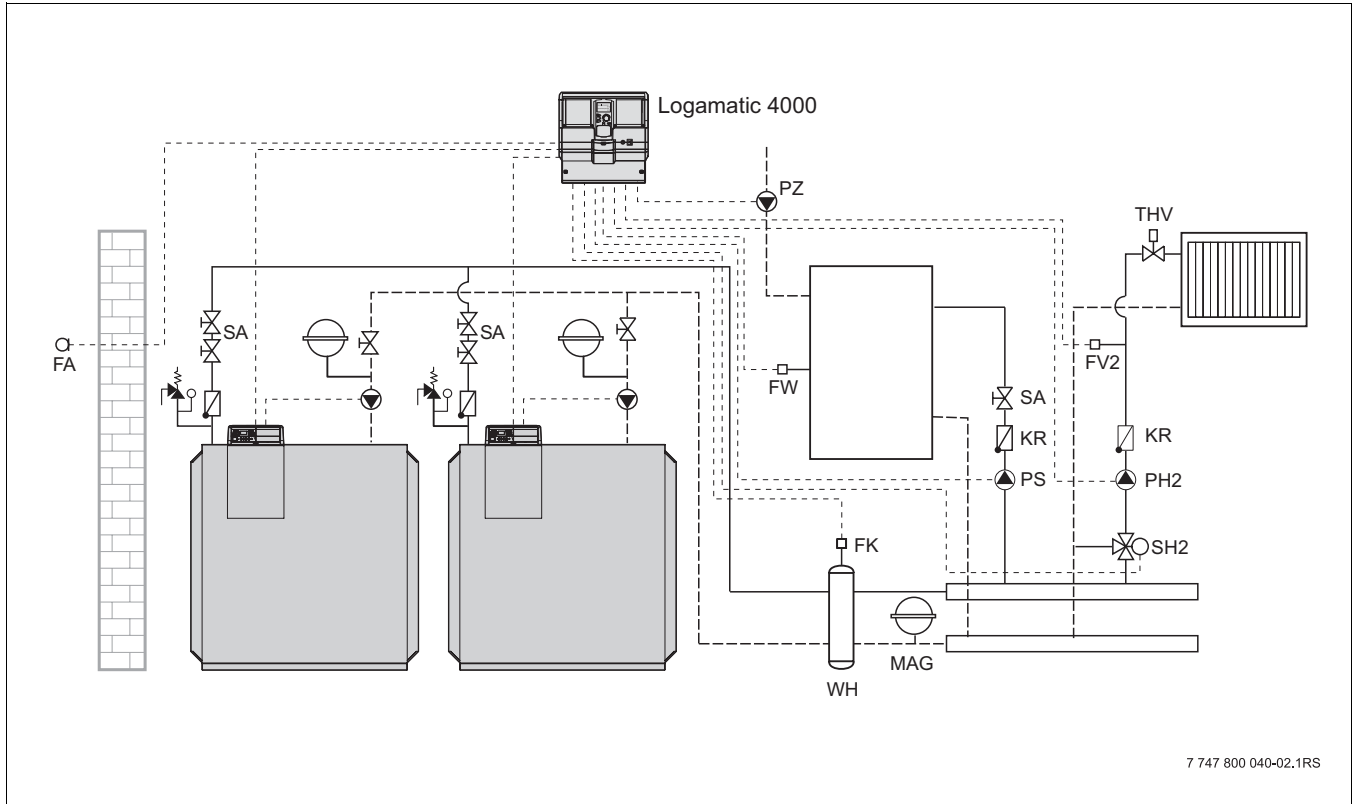 Logamatic 4000
PZ
THV
SA
SA
FA
FW
FV2
SA
KR
KR
PS
PH2
FK
SH2
MAG
WH
7 747 800 040-02.1RS